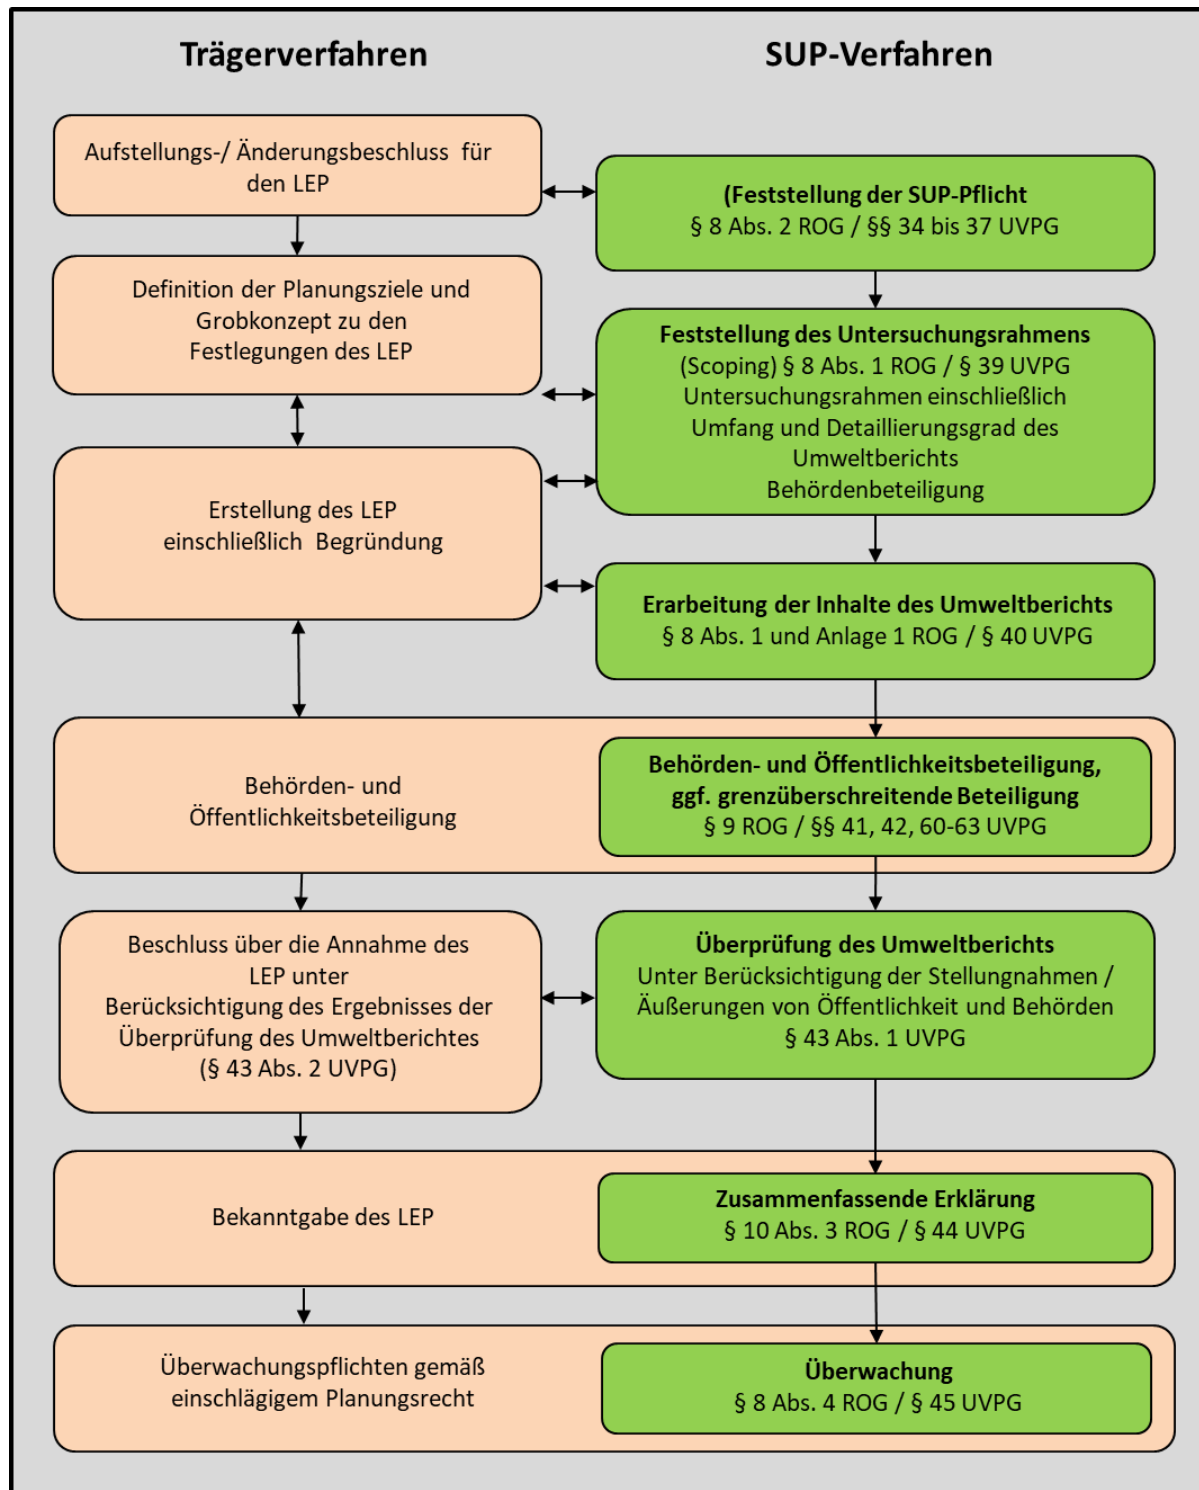 Trägerverfahren
SUP-Verfahren
Aufstellungs-/ Änderungsbeschluss für
den LEP
(Feststellung der SUP-Pflicht
§ 8 Abs. 2 ROG / §§ 34 bis 37 UVPG
Definition der Planungsziele und
Grobkonzept zu den
Festlegungen des LEP
Feststellung des Untersuchungsrahmens
(Scoping) § 8 Abs. 1 ROG / § 39 UVPG
Untersuchungsrahmen einschließlich
Umfang und Detaillierungsgrad des
Umweltberichts
Behördenbeteiligung
Erstellung des LEP
einschließlich Begründung
Erarbeitung der Inhalte des Umweltberichts
§ 8 Abs. 1 und Anlage 1 ROG / § 40 UVPG
Behörden- und
Öffentlichkeitsbeteiligung
Behörden- und Öffentlichkeitsbeteiligung,
ggf. grenzüberschreitende Beteiligung
§ 9 ROG / §§ 41, 42, 60-63 UVPG
Beschluss über die Annahme des
LEP unter
Berücksichtigung des Ergebnisses der
Überprüfung des Umweltberichtes
(§ 43 Abs. 2 UVPG)
Überprüfung des Umweltberichts
Unter Berücksichtigung der Stellungnahmen /
Äußerungen von Öffentlichkeit und Behörden
§ 43 Abs. 1 UVPG
Bekanntgabe des LEP
Zusammenfassende Erklärung
§ 10 Abs. 3 ROG / § 44 UVPG
Überwachungspflichten gemäß
einschlägigem Planungsrecht
Überwachung
§ 8 Abs. 4 ROG / § 45 UVPG